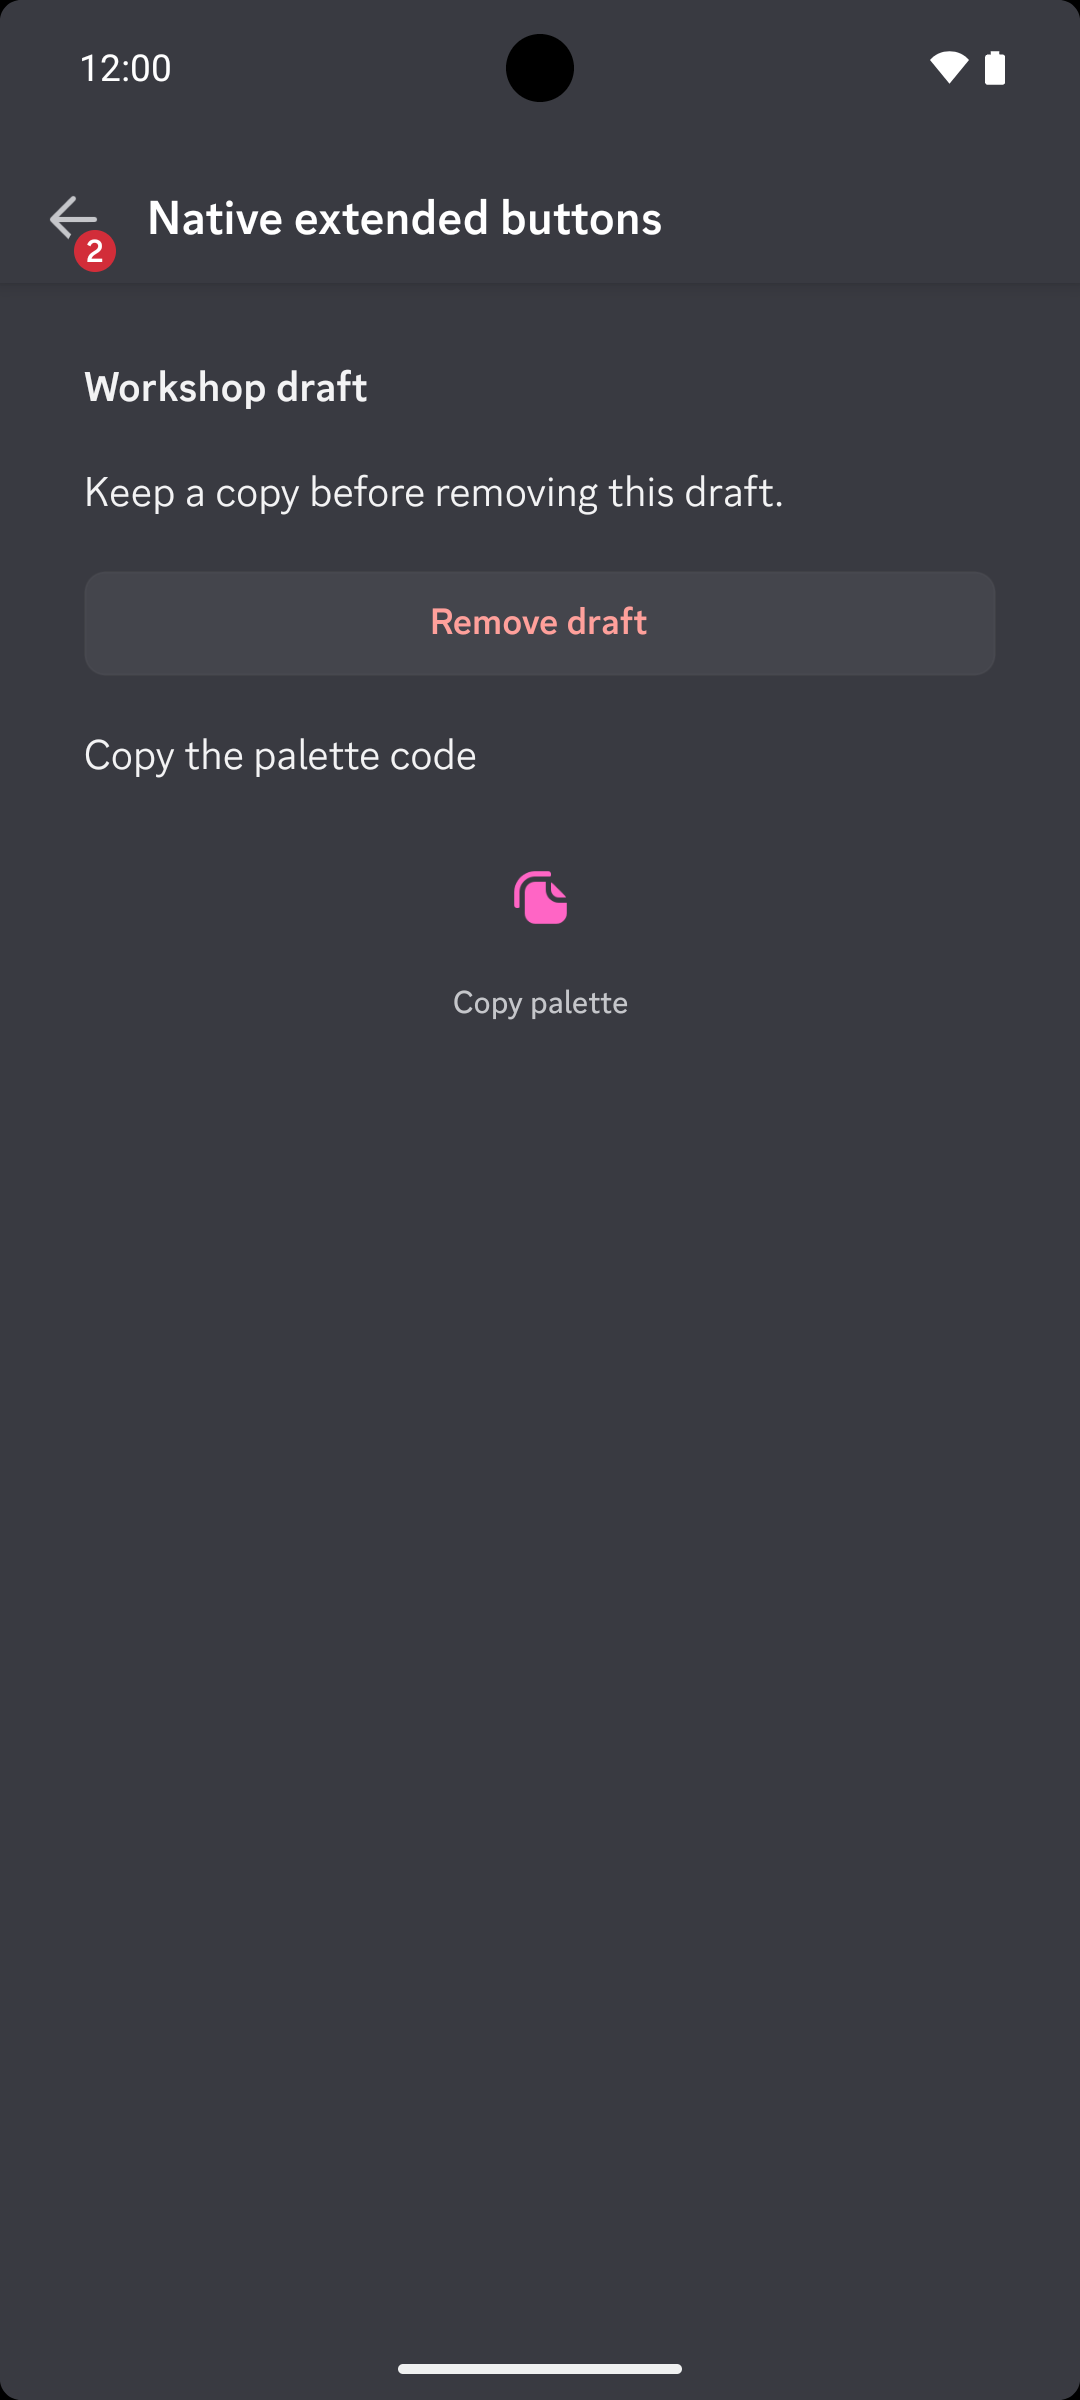 12:00
Native extended buttons
2
Workshop draft
Keep a copy before removing this draft.
Remove draft
Copy the palette code
Copy palette